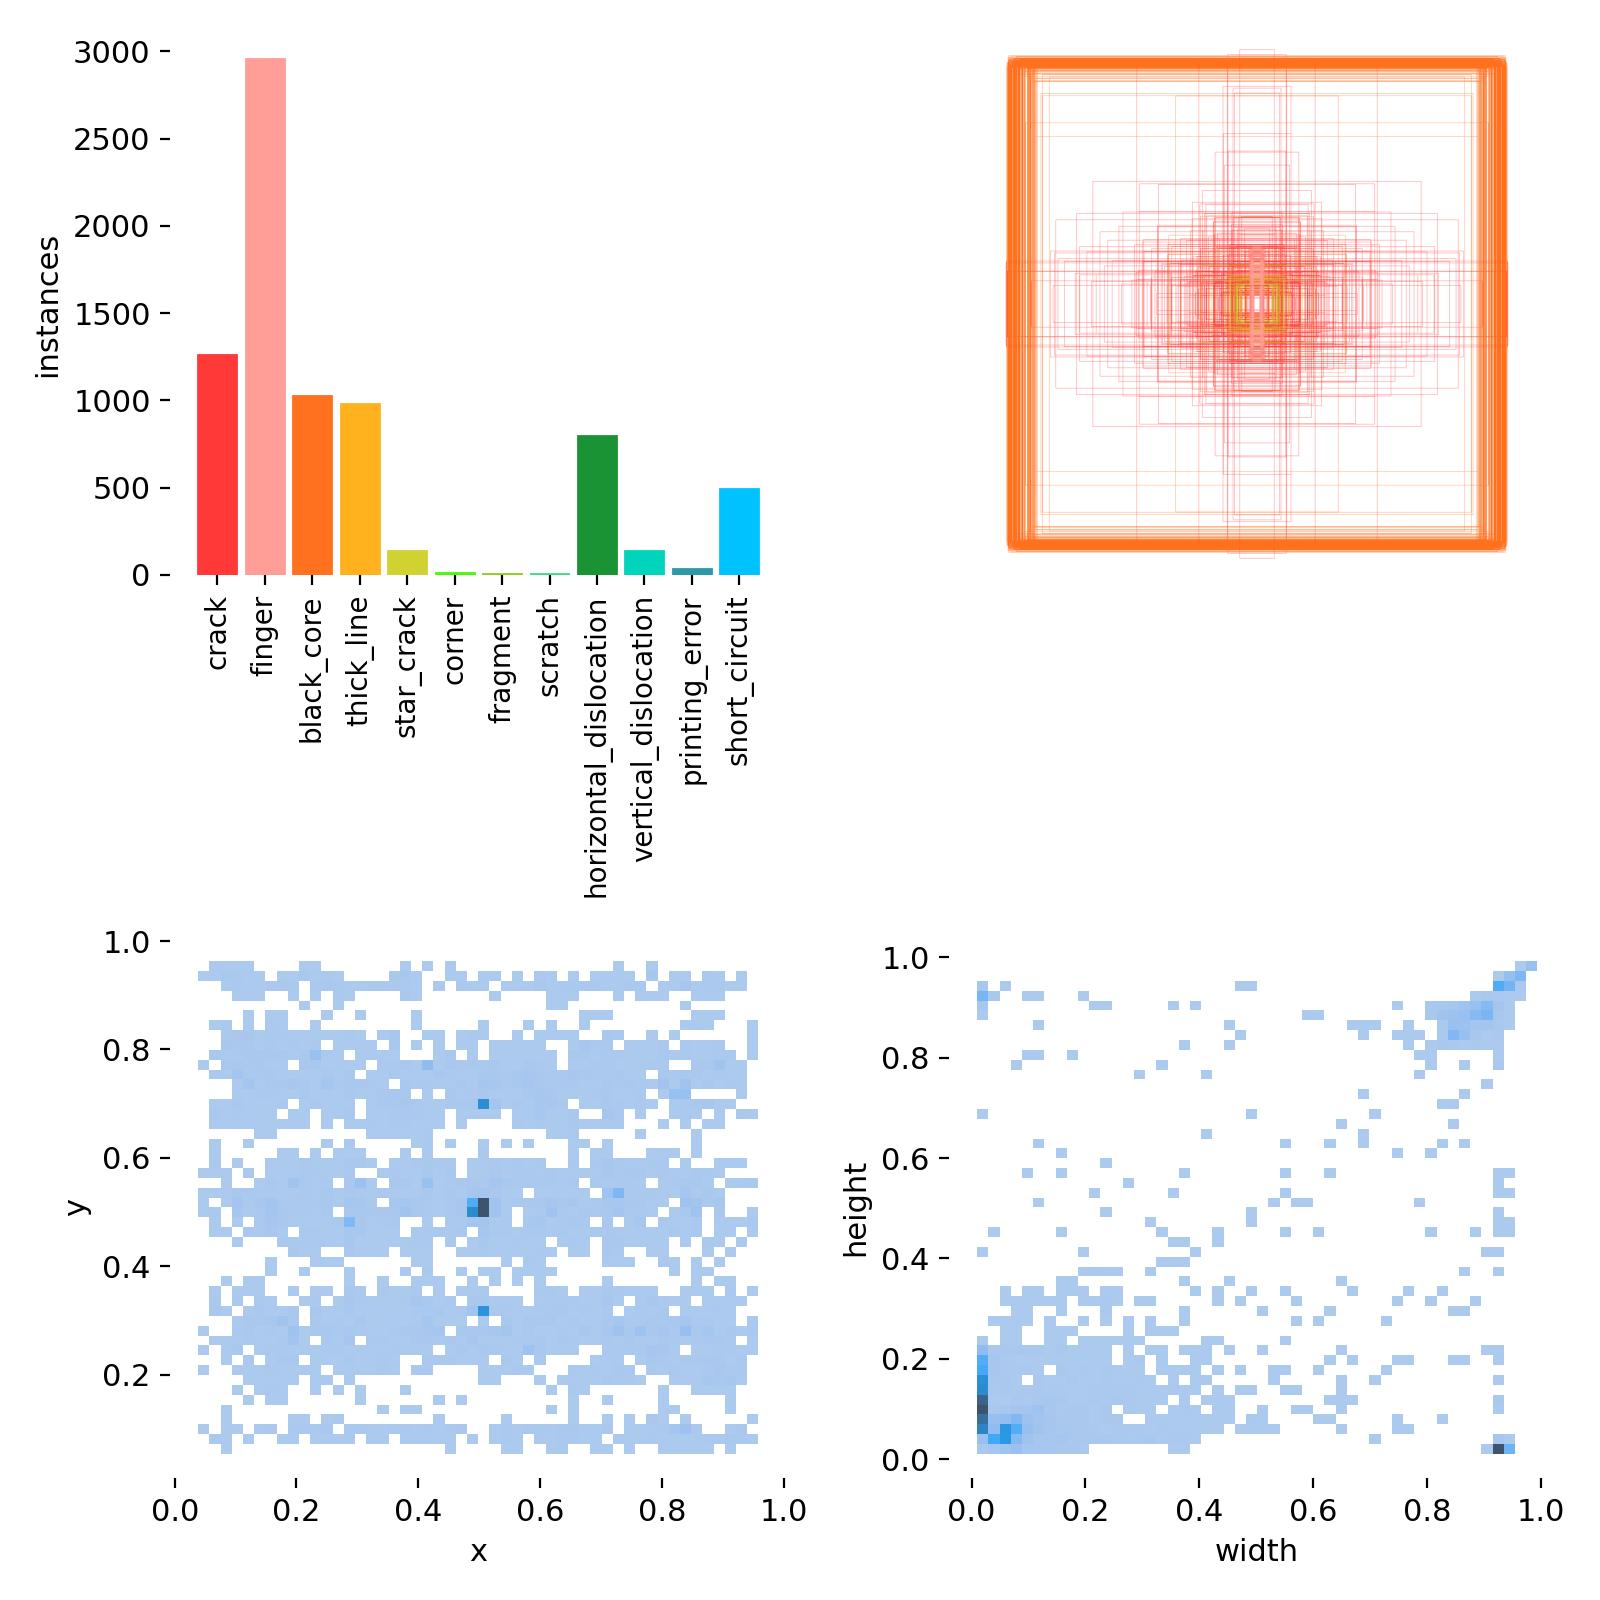 3000
2500
2000
1500
1000
500
0
instances
crack
finger
black_core
thick_line
star_crack
corner
fragment
scratch
horizontal_dislocation
vertical_dislocation
printing_error
short_circuit
1.0
0.8
0.6
0.4
0.2
y
0.0 0.2 0.4 0.6 0.8 1.0
x
1.0
0.8
0.6
0.4
0.2
0.0
height
0.0 0.2 0.4 0.6 0.8 1.0
width